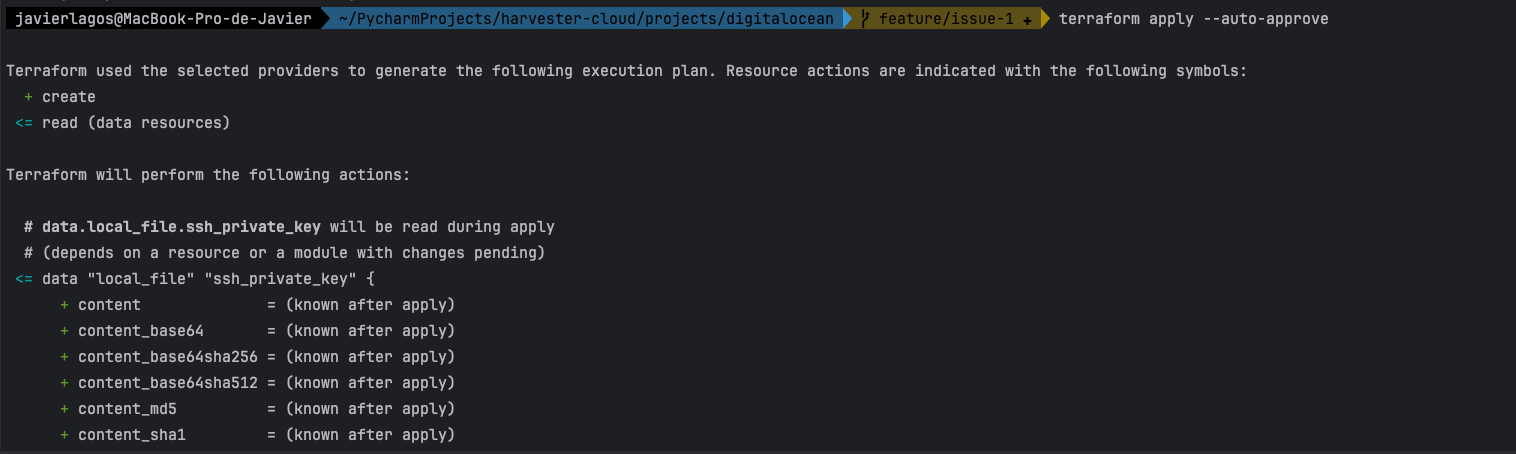 javierlagos@MacBook-Pro-de-Javier ~/PycharmProjects/harvester-cloud/projects/digitalocean feature/issue-1 + terraform apply --auto-approve
Terraform used the selected providers to generate the following execution plan. Resource actions are indicated with the following symbols:
+ create
<= read (data resources)
Terraform will perform the following actions:
# data.local_file.ssh_private_key will be read during apply
# (depends on a resource or a module with changes pending)
<= data "local_file" "ssh_private_key" {
+ content = (known after apply)
+ content_base64 = (known after apply)
+ content_base64sha256 = (known after apply)
+ content_base64sha512 = (known after apply)
+ content_md5 = (known after apply)
+ content_sha1 = (known after apply)